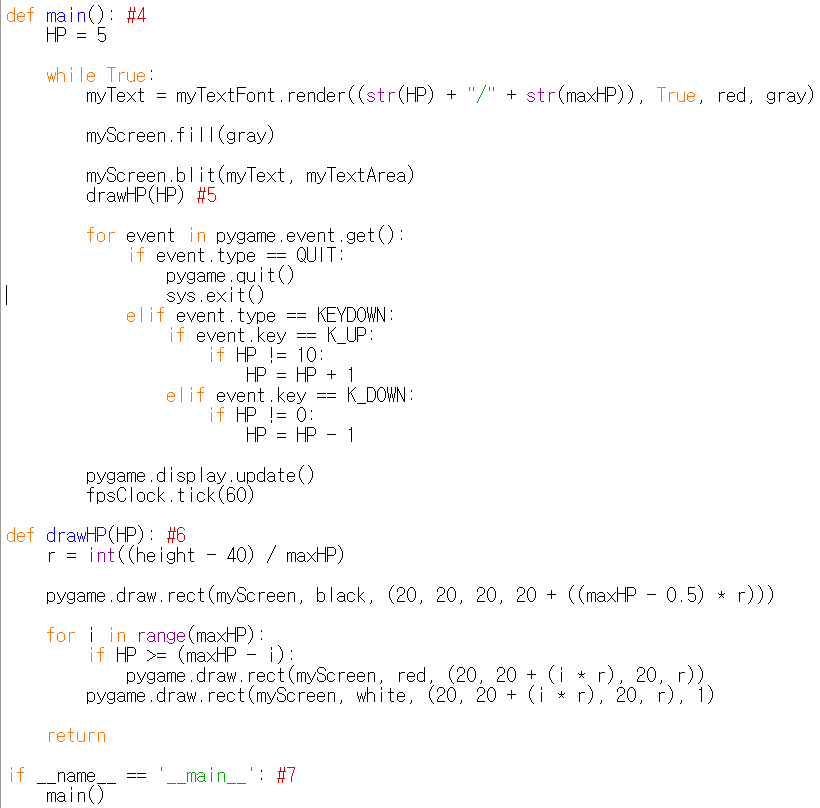 def main(): #4
    HP = 5

    while True:
        myText = myTextFont.render((str(HP) + "/" + str(maxHP)), True, red, gray)

        myScreen.fill(gray)

        myScreen.blit(myText, myTextArea)
        drawHP(HP) #5

        for event in pygame.event.get():
            if event.type == QUIT:
                pygame.quit()
                sys.exit()
            elif event.type == KEYDOWN:
                if event.key == K_UP:
                    if HP != 10:
                        HP = HP + 1
                elif event.key == K_DOWN:
                    if HP != 0:
                        HP = HP - 1

        pygame.display.update()
        fpsClock.tick(60)

def drawHP(HP): #6
    r = int((height - 40) / maxHP)

    pygame.draw.rect(myScreen, black, (20, 20, 20, 20 + ((maxHP - 0.5) * r)))

    for i in range(maxHP):
        if HP >= (maxHP - i):
            pygame.draw.rect(myScreen, red, (20, 20 + (i * r), 20, r))
        pygame.draw.rect(myScreen, white, (20, 20 + (i * r), 20, r), 1)

    return

if __name__ == '__main__': #7
    main()